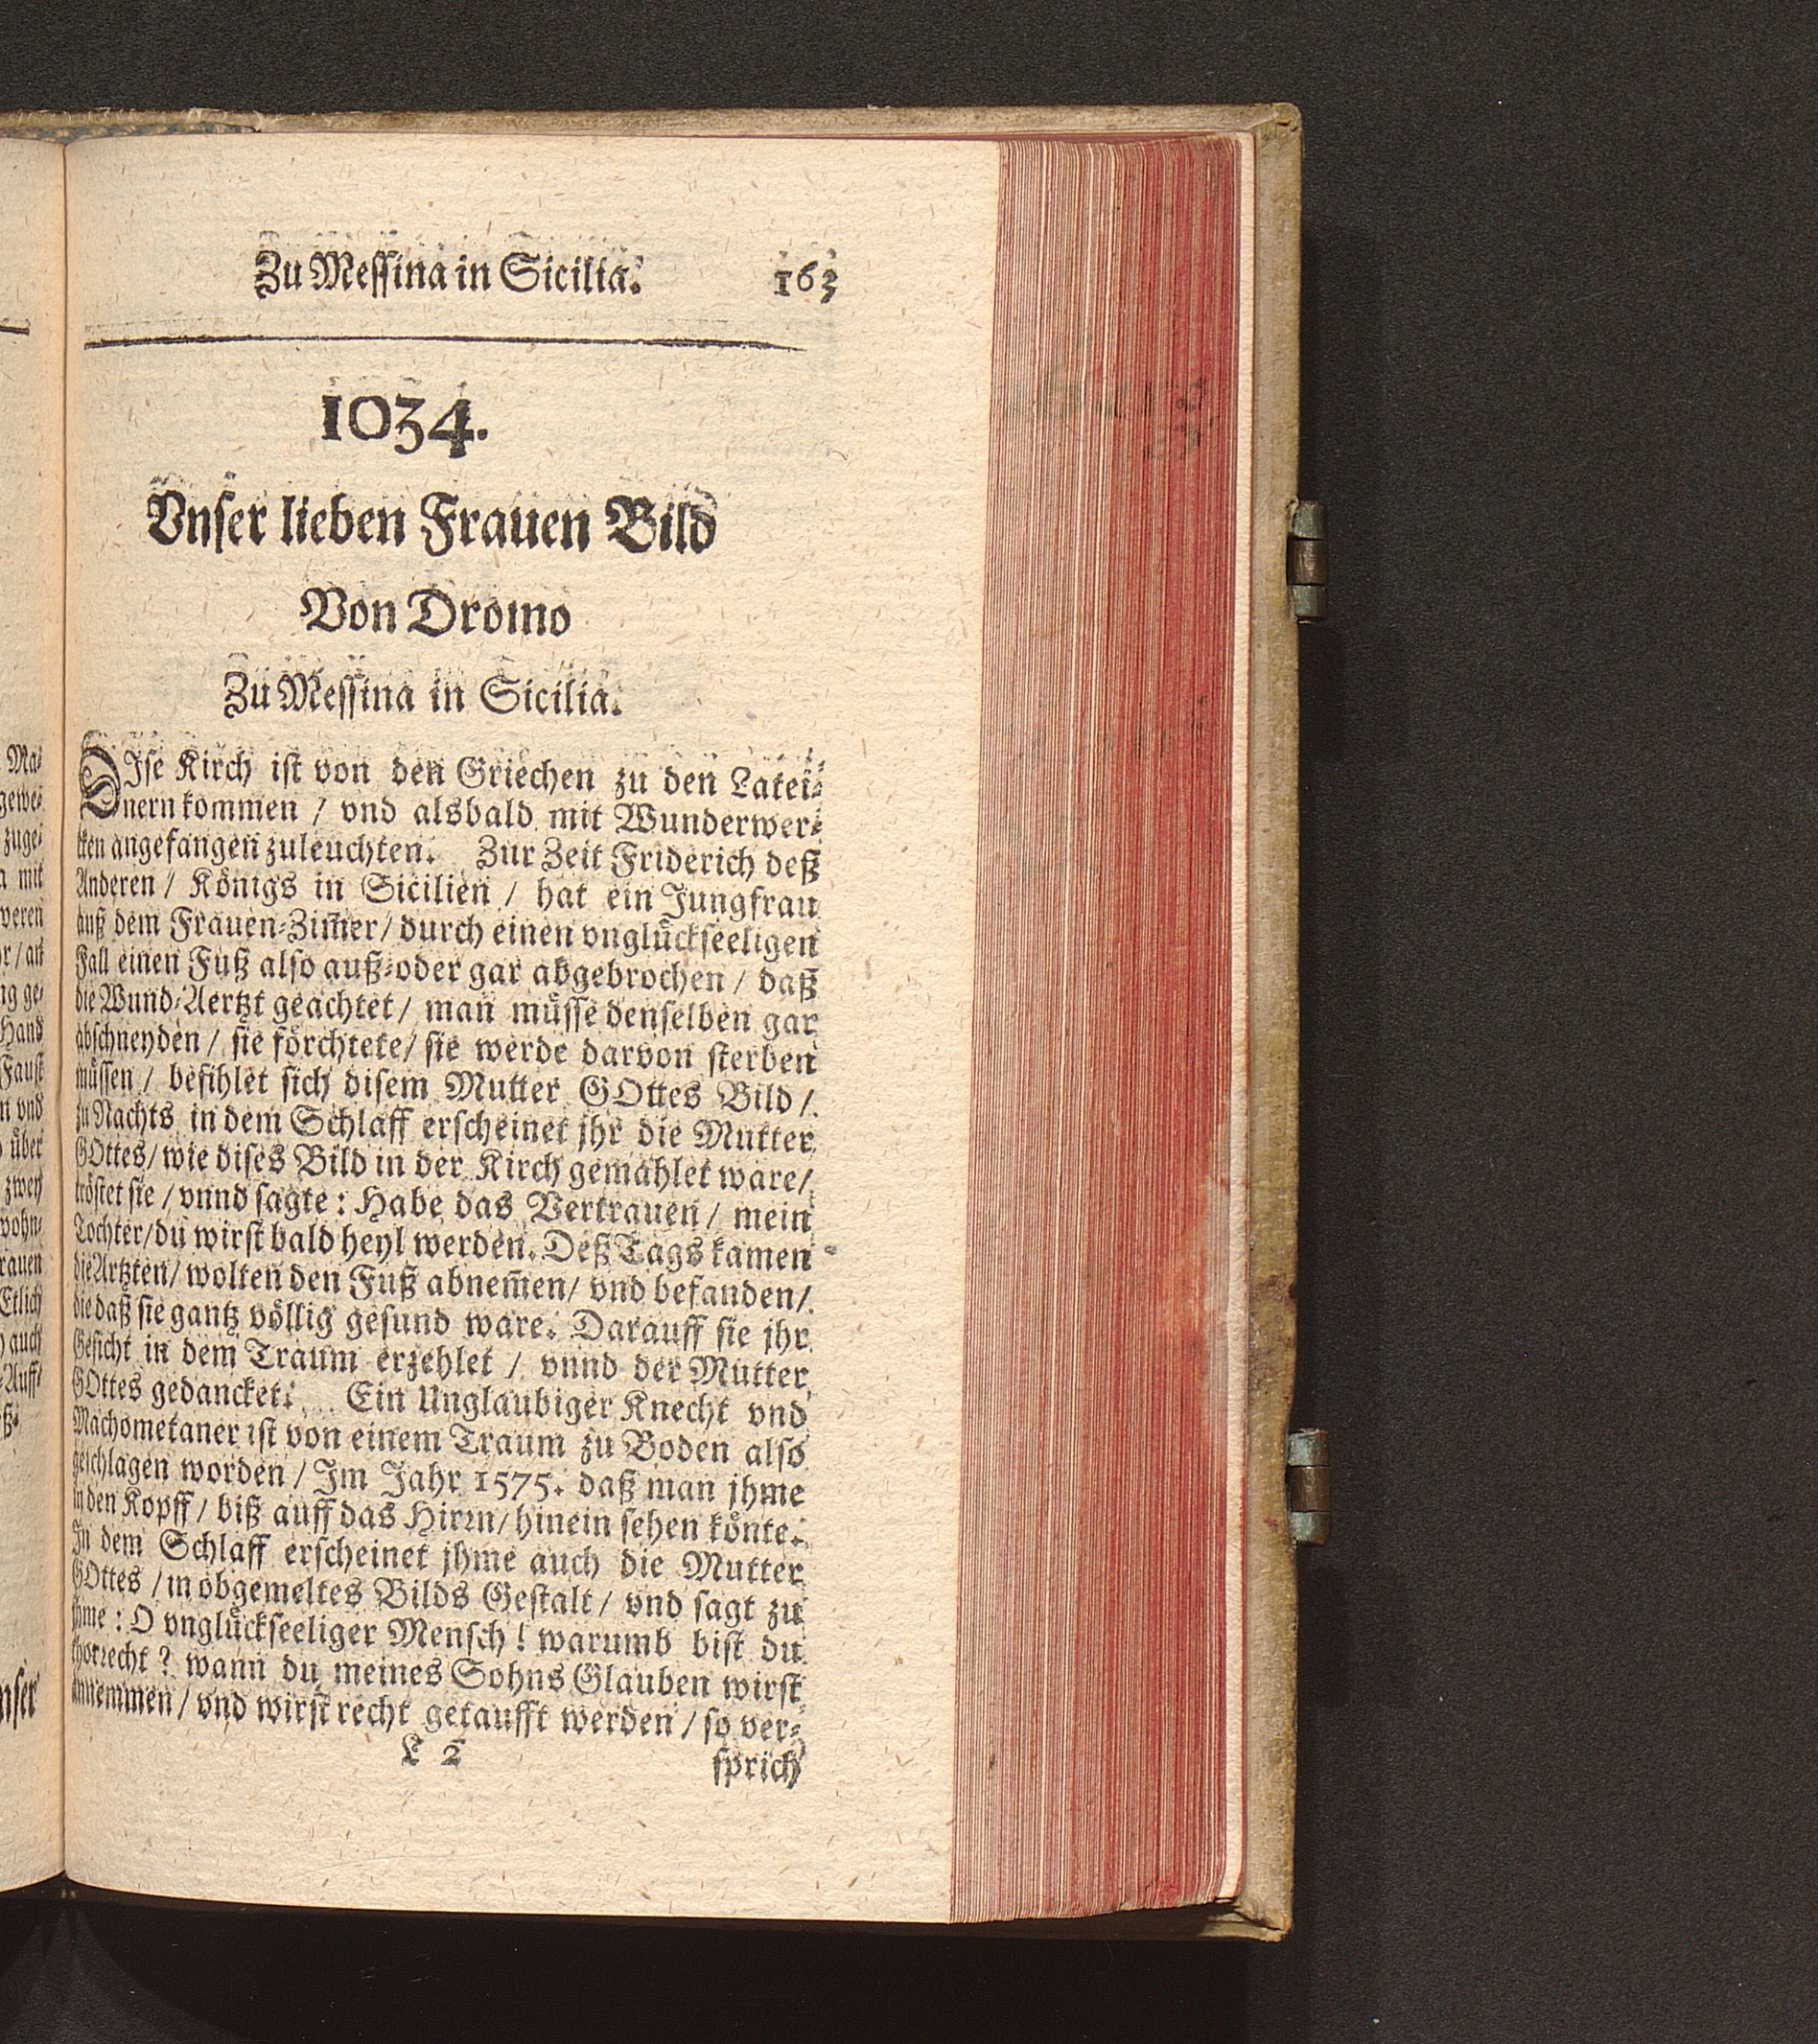 Zu Messina in Sicilia. 163
1034.
Vnser lieben Frauen Bild
Von Dromo
Zu Messina in Sicilia.
DIse Kirch ist von den Griechen zu den Latei-
nern kommen / vnd alsbald mit Wunderwer-
cken angefangen zuleuchten. Zur Zeit Friderich deß
Anderen / Königs in Sicilien / hat ein Jungfrau
auß dem Frauen-Zim̃er / durch einen vnglückseeligen
Fall einen Fuß also auß-oder gar abgebrochen / daß
die Wund-Aertzt geachtet / man müsse denselben gar
abschneyden / sie förchtete / sie werde darvon sterben
müssen / befihlet sich disem Mutter GOttes Bild /
zu Nachts in dem Schlaff erscheinet jhr die Mutter
GOttes / wie dises Bild in der Kirch gemahlet ware /
tröstet sie / vnnd sagte : Habe das Vertrauen / mein
Tochter / du wirst bald heyl werden. Deß Tags kamen
die Artzten / wolten den Fuß abnem̃en / vnd befanden /
die daß sie gantz völlig gesund ware. Darauff sie jhr
Gesicht in dem Traum erzehlet / vnnd der Mutter
GOttes gedancket. Ein Unglaubiger Knecht vnd
Machometaner ist von einem Traum zu Boden also
geschlagen worden / Im Jahr 1575. daß man jhme
in den Kopff / biß auff das Hirrn / hinein sehen könte.
In dem Schlaff erscheinet jhme auch die Mutter
GOttes / in obgemeltes Bilds Gestalt / vnd sagt zu
jhme : O vnglückseeliger Mensch ! warumb bist du
thorrecht ? wann du meines Sohns Glauben wirst
annemmen / vnd wirst recht getaufft werden / so ver-
L 2 sprich